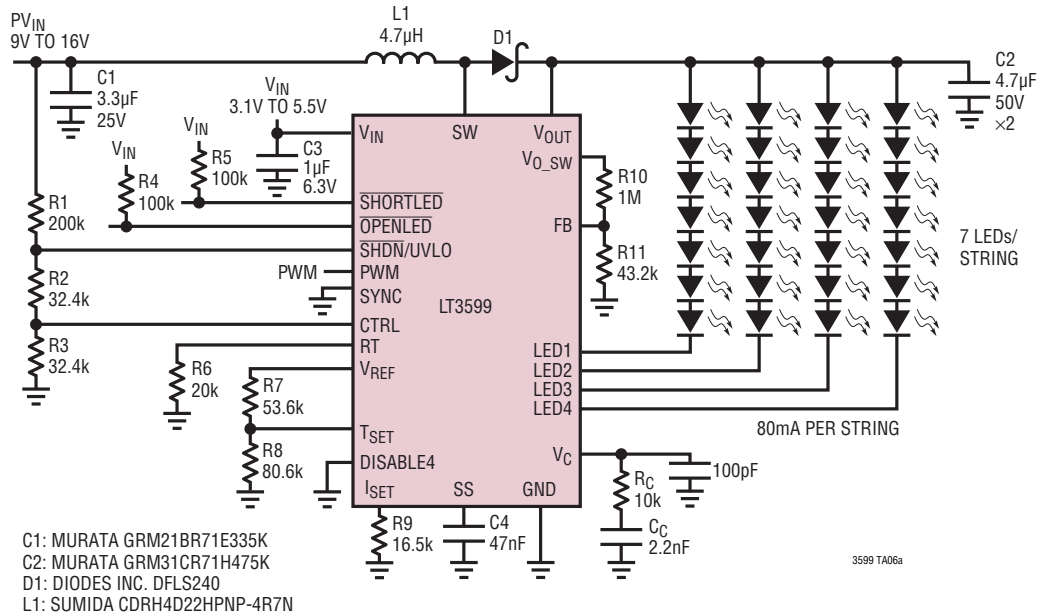 PVIN
9V TO 16V
L1
4.7µH
D1
C1
3.3µF
25V
VIN
3.1V TO 5.5V
C3
1µF
6.3V
VIN
R5
100k
VIN
R4
100k
R1
200k
R2
32.4k
R3
32.4k
PWM
R6
20k
R7
53.6k
R8
80.6k
VIN
SW
VOUT
VO_SW
SHORTLED
OPENLED
SHDN/UVLO
PWM
SYNC
LT3599
FB
CTRL
RT
VREF
TSET
DISABLE4
ISET
SS
GND
LED1
LED2
LED3
LED4
VC
R10
1M
R11
43.2k
C2
4.7µF
50V
×2
7 LEDs/
STRING
80mA PER STRING
100pF
RC
10k
CC
2.2nF
R9
16.5k
C4
47nF
3599 TA06a
C1: MURATA GRM21BR71E335K
C2: MURATA GRM31CR71H475K
D1: DIODES INC. DFLS240
L1: SUMIDA CDRH4D22HPNP-4R7N